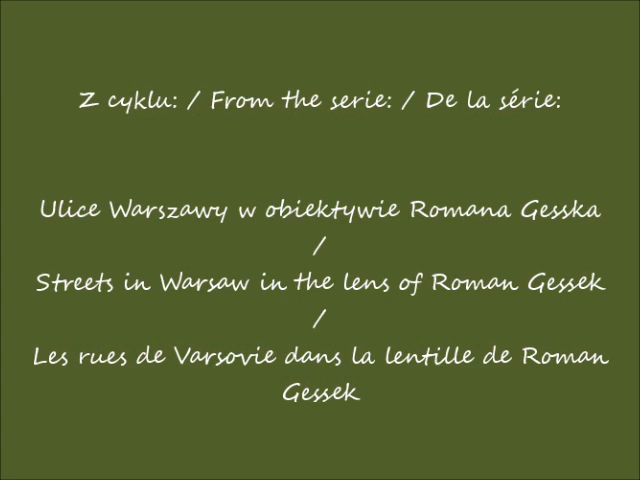 Z cyklu: / From the serie: / De la série:
Ulice Warszawy w obiektywie Romana Gesska
/
Streets in Warsaw in the lens of Roman Gessek
/
Les rues de Varsovie dans la lentille de Roman
Gessek